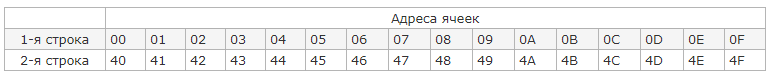 Адреса ячеек
1-я строка 00 01 02 03 04 05 06 07 08 09 0A 0B 0C 0D 0E 0F
2-я строка 40 41 42 43 44 45 46 47 48 49 4A 4B 4C 4D 4E 4F